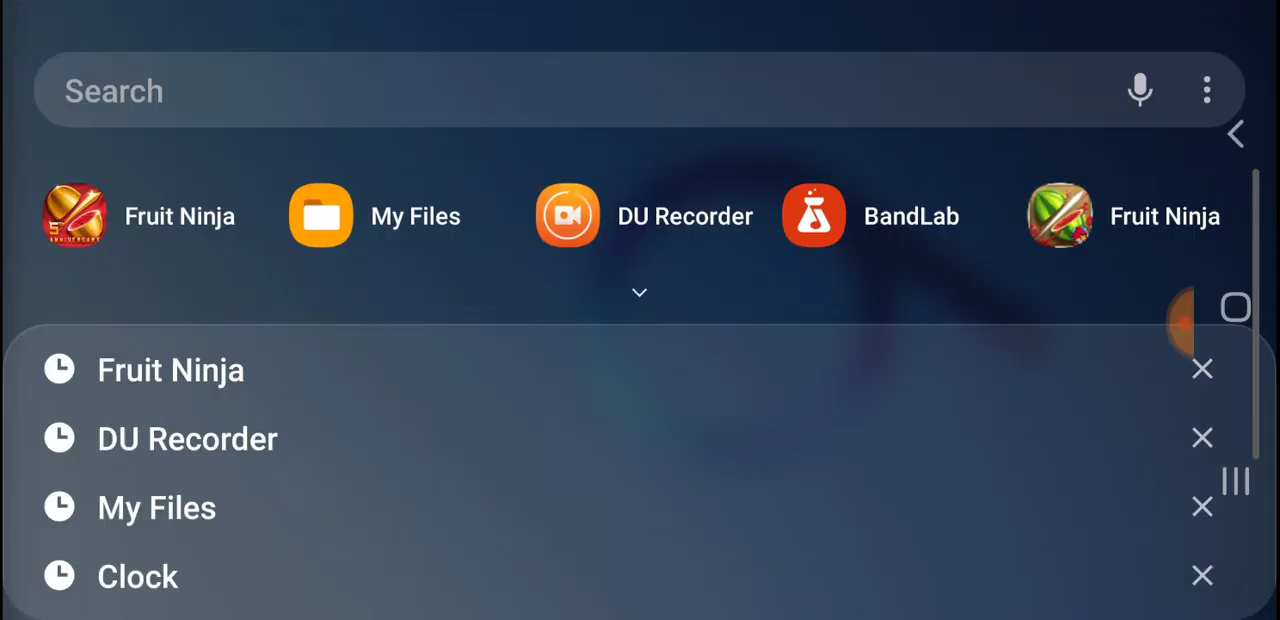 Search
Fruit Ninja My Files DU Recorder BandLab Fruit Ninja
Fruit Ninja
DU Recorder
My Files
Clock